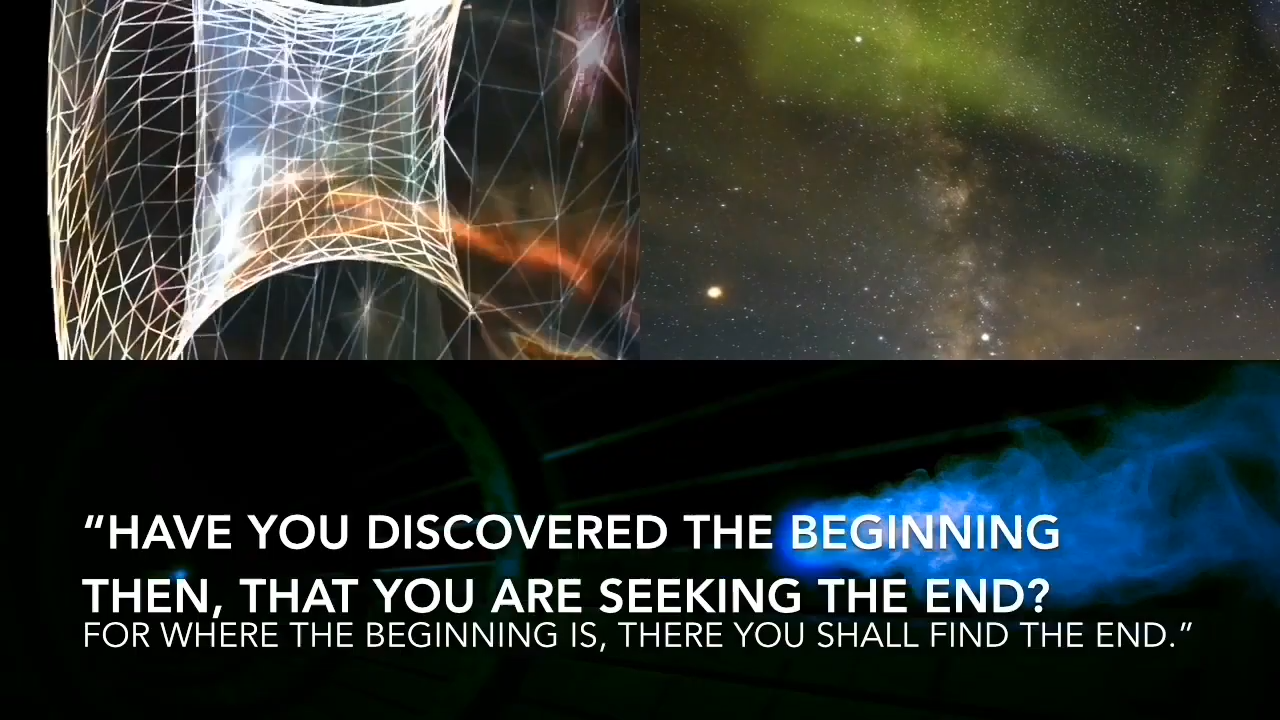 “HAVE YOU DISCOVERED THE BEGINNING
THEN, THAT YOU ARE SEEKING THE END?
FOR WHERE THE BEGINNING IS, THERE YOU SHALL FIND THE END.”